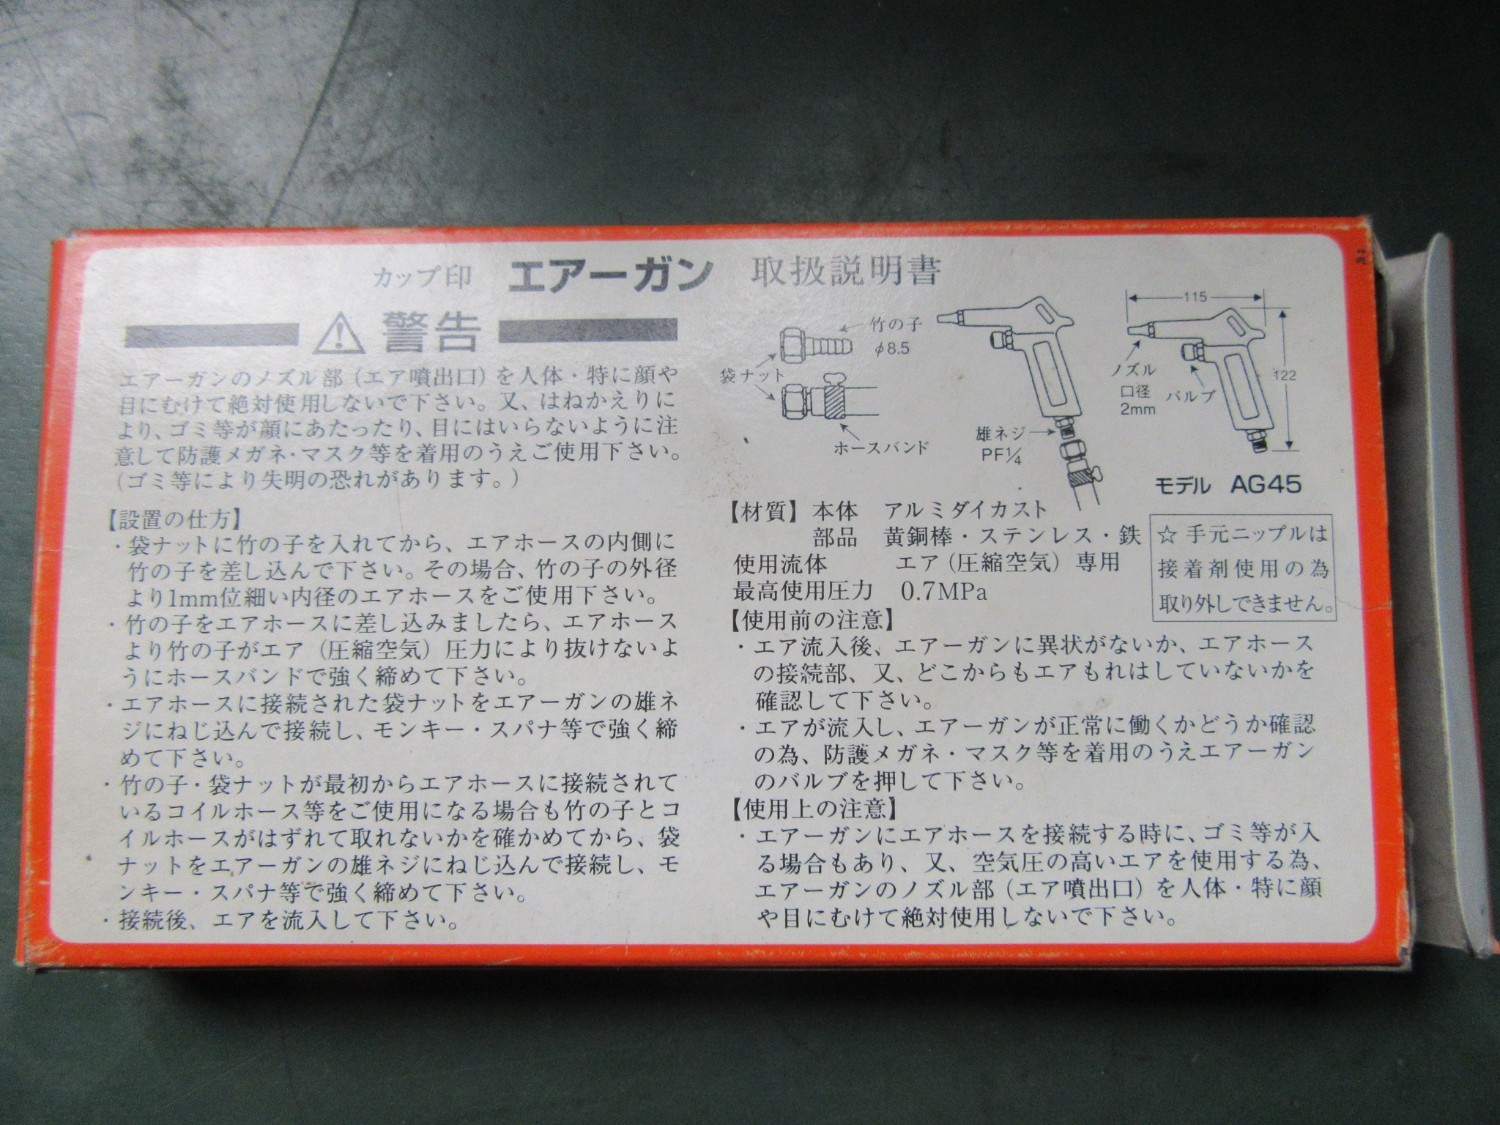 カップ印 エアーガン 取扱説明書
警告
エアーガンのノズル部（エア噴出口）を人体・特に顔や
目にむけて絶対使用しないで下さい。又、はねかえりに
より、ゴミ等が顔にあたったり、目にはいらないように注
意して防護メガネ・マスク等を着用のうえご使用下さい。
(ゴミ等により失明の恐れがあります。)
【設置の仕方】
・袋ナットに竹の子を入れてから、エアホースの内側に
竹の子を差し込んで下さい。その場合、竹の子の外径
より1mm位細い内径のエアホースをご使用下さい。
・竹の子をエアホースに差し込みましたら、エアホース
より竹の子がエア（圧縮空気）圧力により抜けないよ
うにホースバンドで強く締めて下さい。
・エアホースに接続された袋ナットをエアーガンの雄ネ
ジにねじ込んで接続し、モンキー・スパナ等で強く締
めて下さい。
・竹の子・袋ナットが最初からエアホースに接続されて
いるコイルホース等をご使用になる場合も竹の子とコ
イルホースがはずれて取れないかを確かめてから、袋
ナットをエアーガンの雄ネジにねじ込んで接続し、モ
ンキー・スパナ等で強く締めて下さい。
・接続後、エアを流入して下さい。
竹の子
φ8.5
袋ナット
ホースバンド
雄ネジ
PF1/4
115
122
ノズル
口径
2mm
バルブ
モデル AG45
【材質】本体 アルミダイカスト
部品 黄銅棒・ステンレス・鉄
使用流体 エア（圧縮空気）専用
最高使用圧力 0.7MPa
☆ 手元ニップルは
接着剤使用の為
取り外しできません。
【使用前の注意】
・エア流入後、エアーガンに異状がないか、エアホース
の接続部、又、どこからもエアもれはしていないかを
確認して下さい。
・エアが流入し、エアーガンが正常に働くかどうか確認
の為、防護メガネ・マスク等を着用のうえエアーガン
のバルブを押して下さい。
【使用上の注意】
・エアーガンにエアホースを接続する時に、ゴミ等が入
る場合もあり、又、空気圧の高いエアを使用する為、
エアーガンのノズル部（エア噴出口）を人体・特に顔
や目にむけて絶対使用しないで下さい。